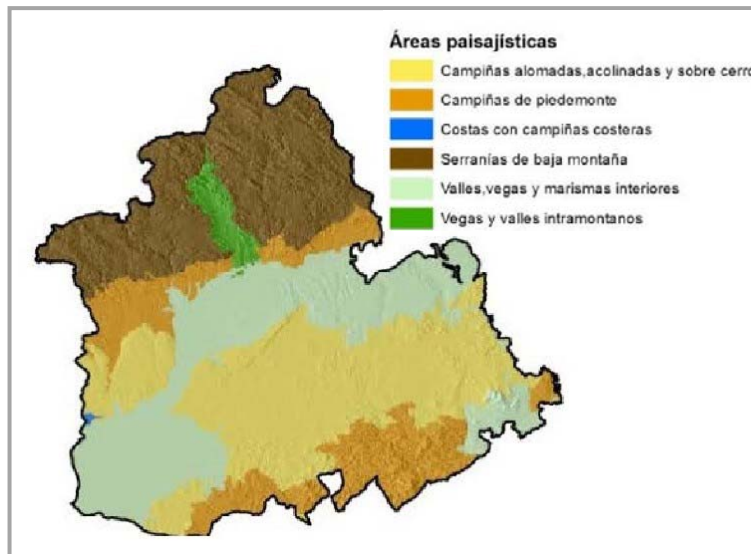 Áreas paisajísticas
Campiñas alomadas,acolinadas y sobre cerro
Campiñas de piedemonte
Costas con campiñas costeras
Serranías de baja montaña
Valles,vegas y marismas interiores
Vegas y valles intramontanos